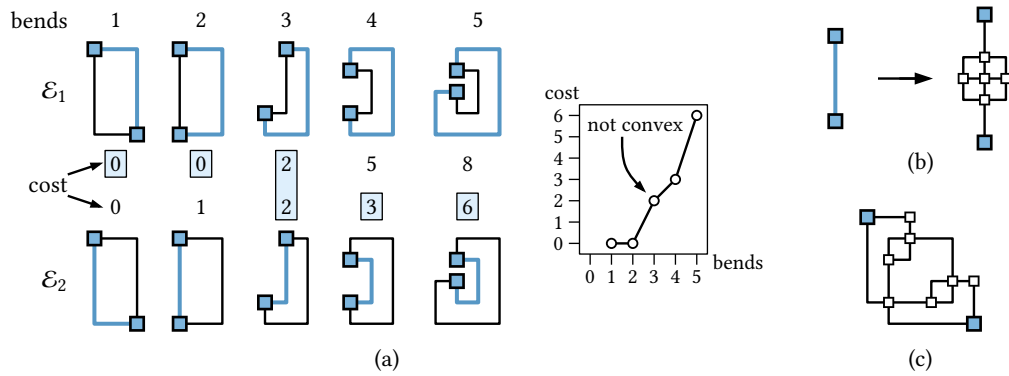 bends 1 2 3 4 5
ℰ₁
cost
0 0 2 5 8
0 1 2 3 6
ℰ₂
(a)
cost
6
5
4
3
2
1
0
not convex
bends
0 1 2 3 4 5
(b)
(c)